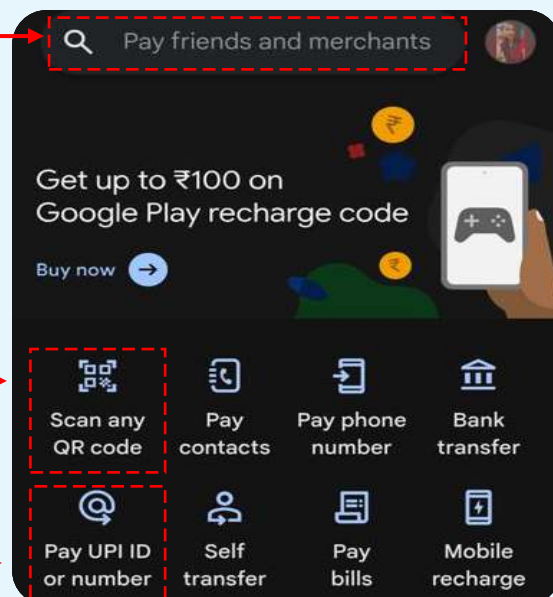 Pay friends and merchants
Get up to ₹100 on
Google Play recharge code
Buy now
Scan any QR code
Pay contacts
Pay phone number
Bank transfer
Pay UPI ID or number
Self transfer
Pay bills
Mobile recharge